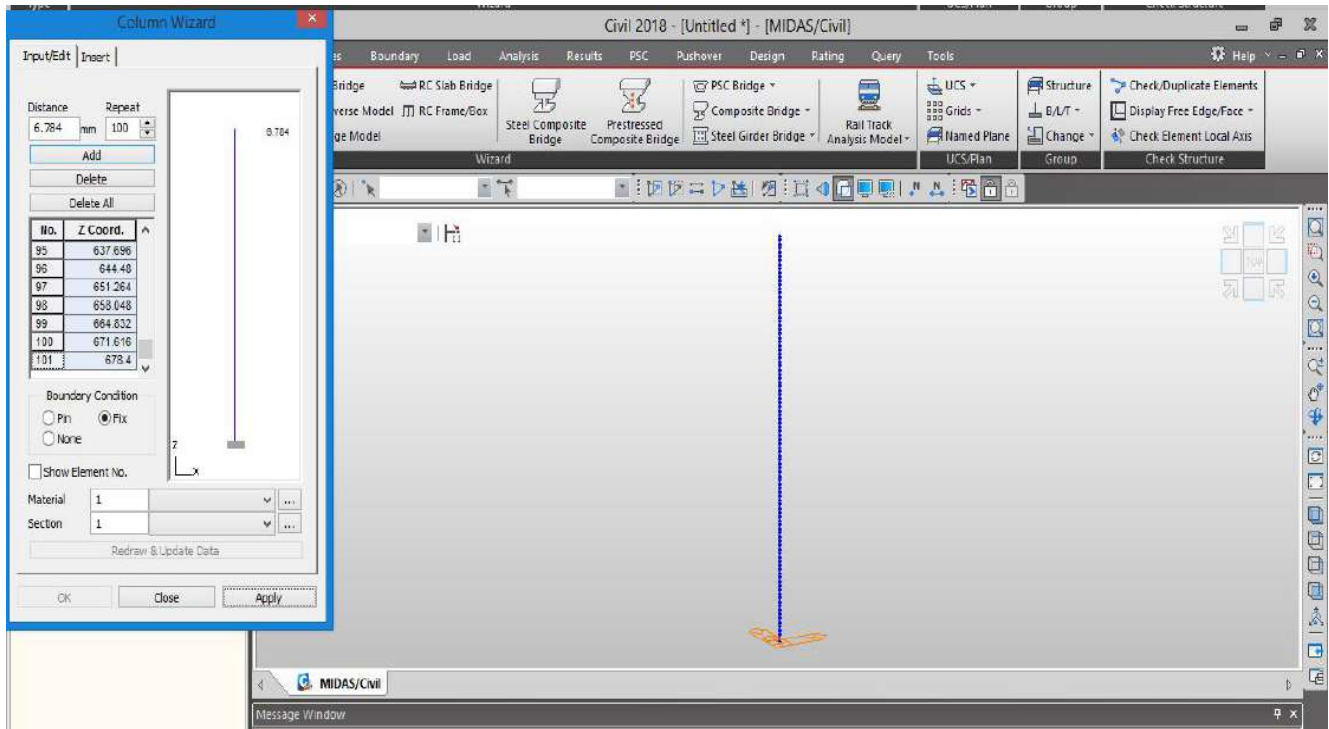 Column Wizard
Civil 2018 - [Untitled *] - [MIDAS/Civil]
Input/Edit Insert
Boundary Load Analysis Results PSC Pushover Design Rating Query Tools Help
Distance Repeat
6.784 mm 100
Add
Delete
Delete All
No. Z Coord.
95 637.696
96 644.48
97 651.264
98 658.048
99 664.832
100 671.616
101 678.4
Boundary Condition
Pin Fix
None
Show Element No.
Material 1
Section 1
Redraw & Update Data
OK Close Apply
6.784
Z
X
Bridge RC Slab Bridge
RC Frame/Box
Model
Steel Composite Bridge
Prestressed Composite Bridge
PSC Bridge
Composite Bridge
Steel Girder Bridge
Rail Track Analysis Model
UCS
Grids
Named Plane
Structure
B/L/T
Change
Check/Duplicate Elements
Display Free Edge/Face
Check Element Local Axis
Wizard UCS/Plan Group Check Structure
TOP
MIDAS/Civil
Message Window